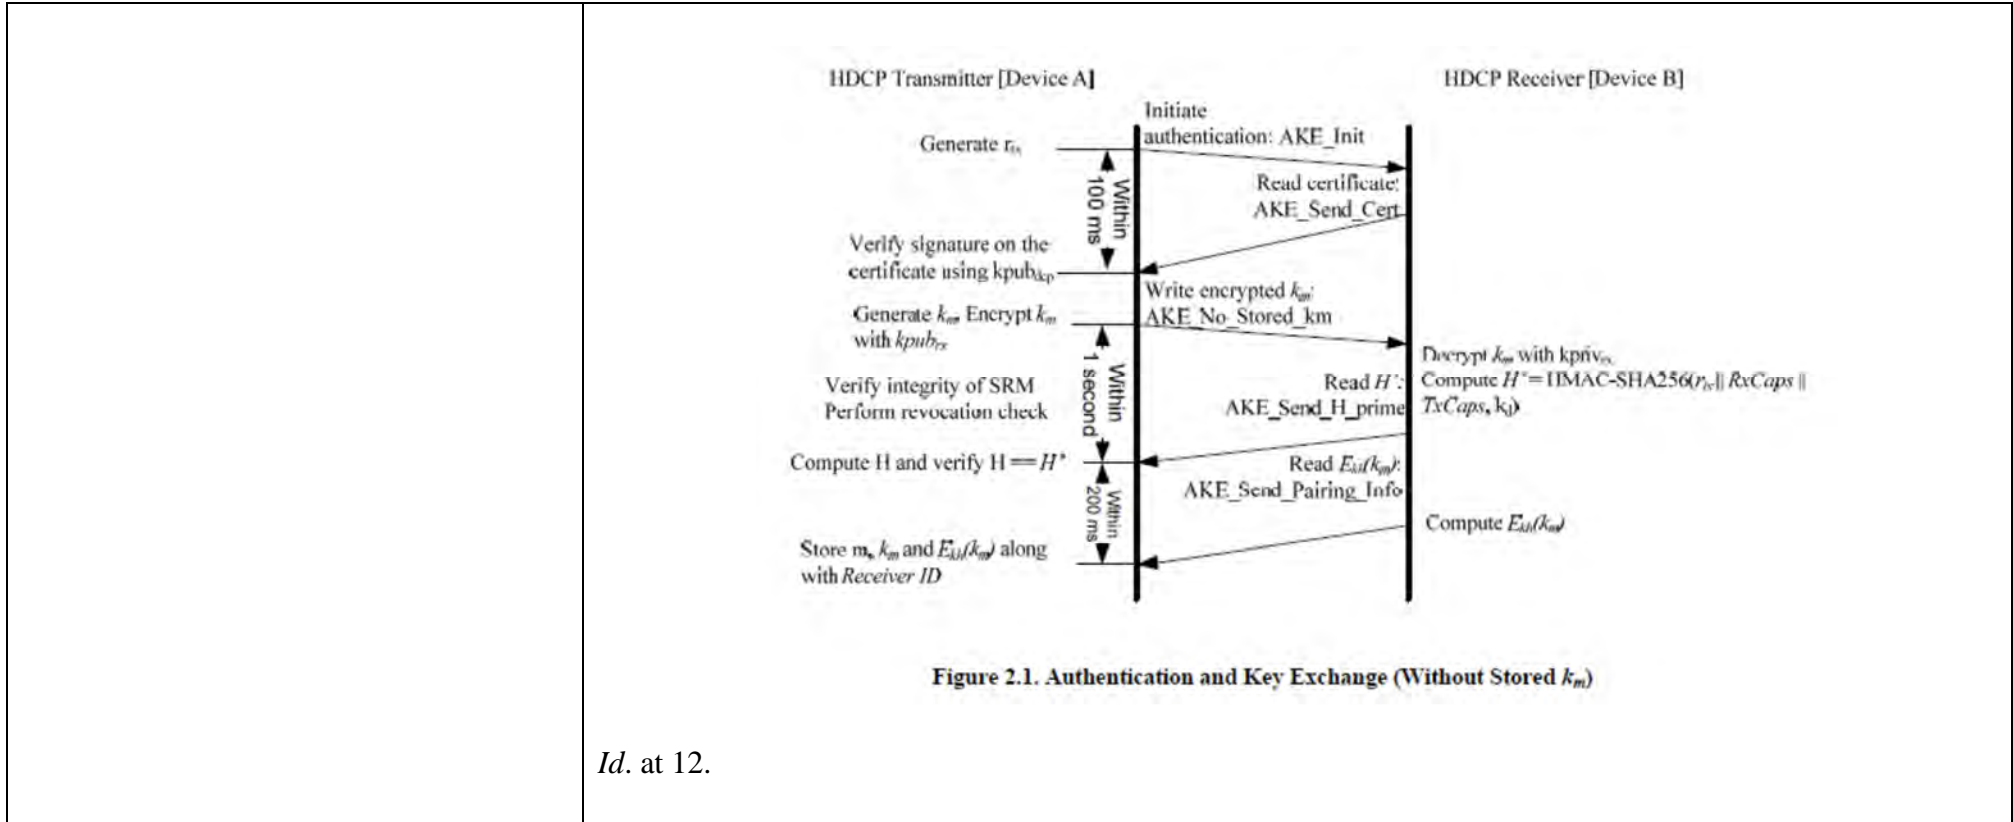 HDCP Transmitter [Device A]
HDCP Receiver [Device B]
Initiate
authentication: AKE_Init
Generate rtx
Within
100 ms
Read certificate:
AKE_Send_Cert
Verify signature on the
certificate using kpubdcp
Write encrypted km:
AKE_No_Stored_km
Generate km, Encrypt km
with kpubrx
Within
1 second
Decrypt km with kprivrx
Verify integrity of SRM
Perform revocation check
Read H':
AKE_Send_H_prime
Compute H'= HMAC-SHA256(rtx || RxCaps ||
TxCaps, kd)
Compute H and verify H == H'
Within
200 ms
Read Ekh(km):
AKE_Send_Pairing_Info
Compute Ekh(km)
Store m, km and Ekh(km) along
with Receiver ID
Figure 2.1. Authentication and Key Exchange (Without Stored km)
Id. at 12.